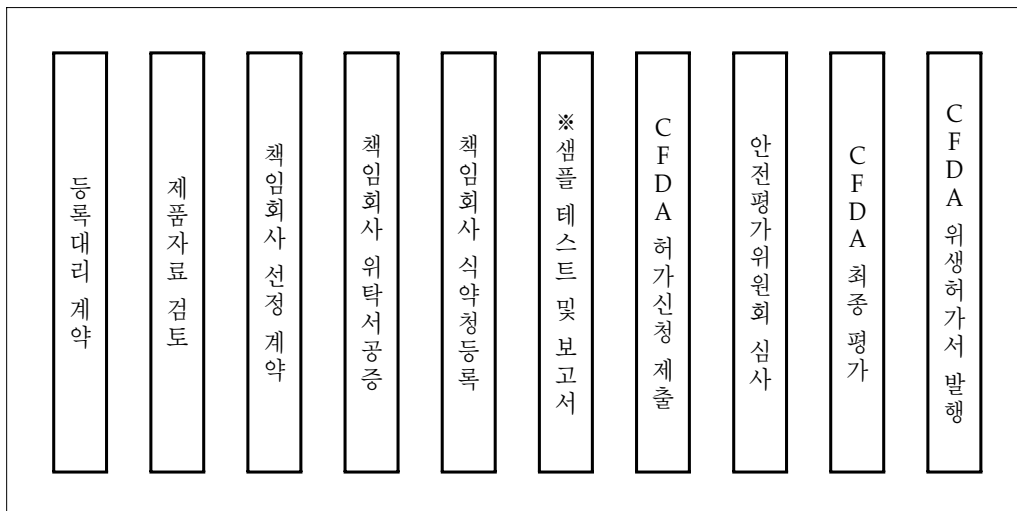 등록대리 계약
제품자료 검토
책임회사 선정 계약
책임회사 위탁서공증
책임회사 식약청등록
※샘플 테스트 및 보고서
CFDA 허가신청 제출
안전평가위원회 심사
CFDA 최종 평가
CFDA 위생허가서 발행